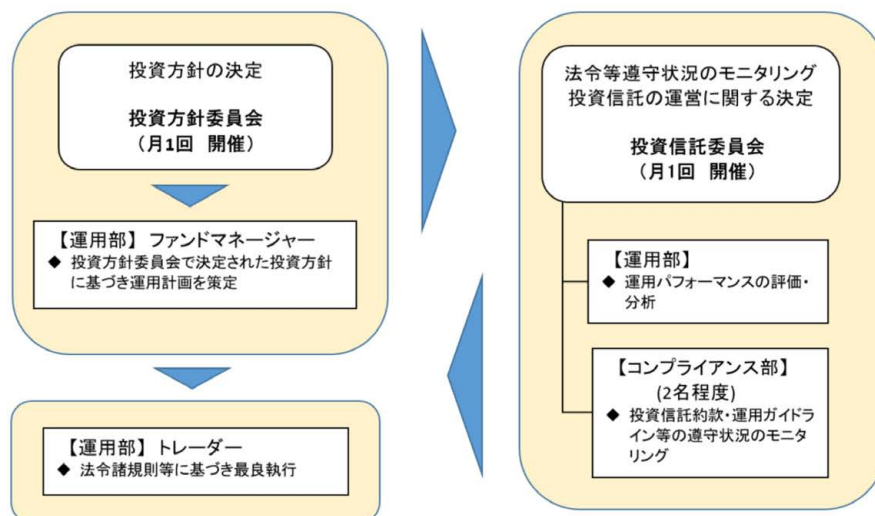 投資方針の決定
投資方針委員会
(月1回 開催)
【運用部】 ファンドマネージャー
◆ 投資方針委員会で決定された投資方針
に基づき運用計画を策定
【運用部】 トレーダー
◆ 法令諸規則等に基づき最良執行
法令等遵守状況のモニタリング
投資信託の運営に関する決定
投資信託委員会
(月1回 開催)
【運用部】
◆ 運用パフォーマンスの評価・
分析
【コンプライアンス部】
(2名程度)
◆ 投資信託約款・運用ガイドラ
イン等の遵守状況のモニタ
リング